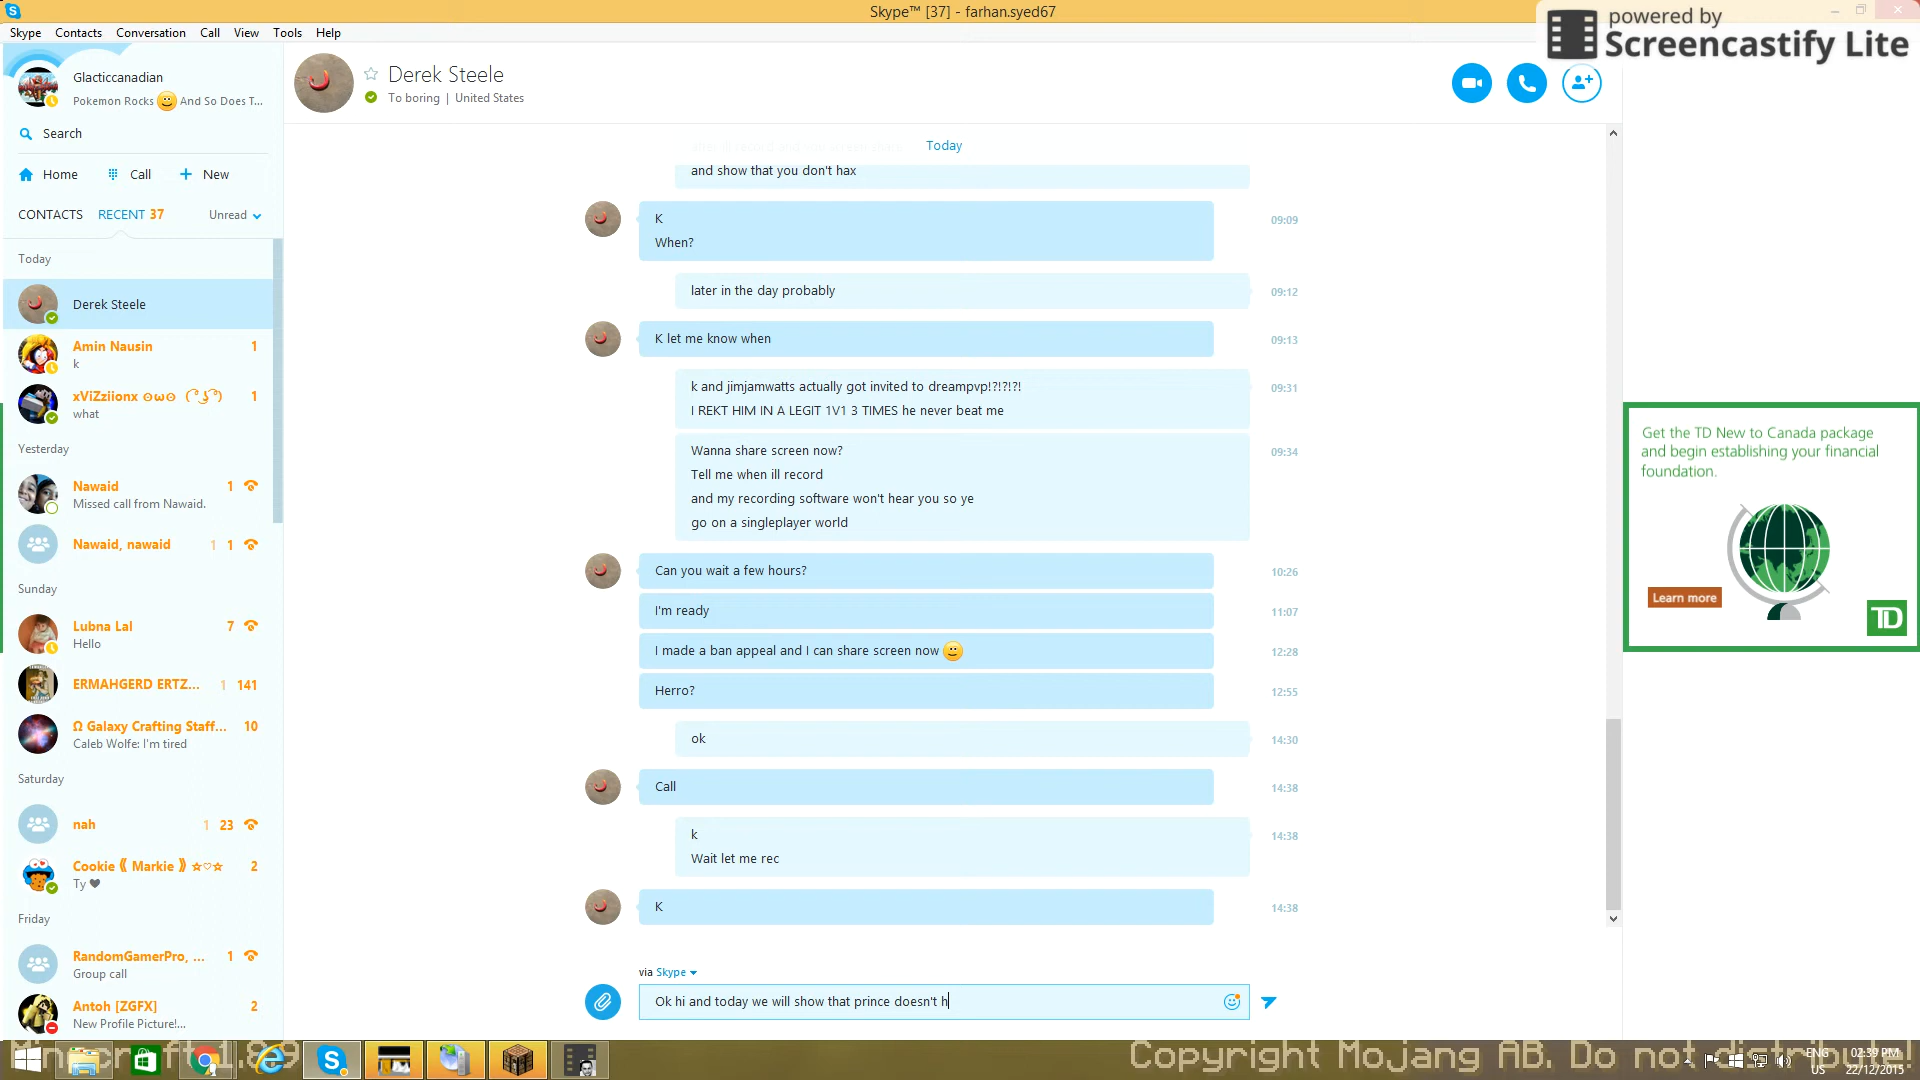 Skype™ [37] - farhan.syed67
powered by
Screencastify Lite
Skype Contacts Conversation Call View Tools Help
Glacticcanadian
Pokemon Rocks And So Does T...
Search
Home Call New
CONTACTS RECENT 37 Unread
Today
Derek Steele
Amin Nausin 1
k
xViZziionx ʘωʘ ( ͡° ͜ʖ ͡°) 1
what
Yesterday
Nawaid 1
Missed call from Nawaid.
Nawaid, nawaid 1 1
Sunday
Lubna Lal 7
Hello
ERMAHGERD ERTZ... 1 141
Ω Galaxy Crafting Staff... 10
Caleb Wolfe: I'm tired
Saturday
nah 1 23
Cookie ⟪ Markie ⟫ ☆♡☆ 2
Ty ♥
Friday
RandomGamerPro, ... 1
Group call
Antoh [ZGFX] 2
New Profile Picture!...
Derek Steele
To boring | United States
Today
and show that you don't hax
K 09:09
When?
later in the day probably 09:12
K let me know when 09:13
k and jimjamwatts actually got invited to dreampvp!?!?!?! 09:31
I REKT HIM IN A LEGIT 1V1 3 TIMES he never beat me
Wanna share screen now? 09:34
Tell me when ill record
and my recording software won't hear you so ye
go on a singleplayer world
Can you wait a few hours? 10:26
I'm ready 11:07
I made a ban appeal and I can share screen now 12:28
Herro? 12:55
ok 14:30
Call 14:38
k 14:38
Wait let me rec
K 14:38
via Skype
Ok hi and today we will show that prince doesn't h
Get the TD New to Canada package
and begin establishing your financial
foundation.
Learn more
TD
Minecraft 1.8.9
Copyright Mojang AB. Do not distribute!
ENG 02:39 PM
US 22/12/2015